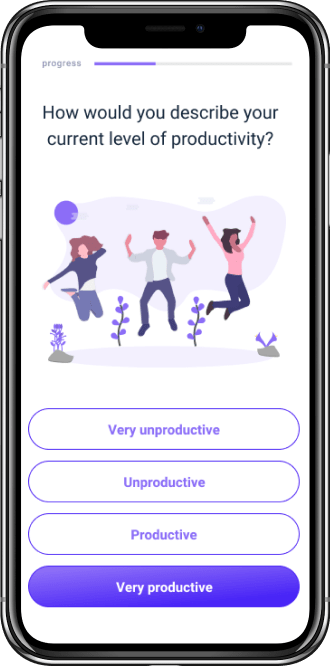 progress
How would you describe your
current level of productivity?
Very unproductive
Unproductive
Productive
Very productive